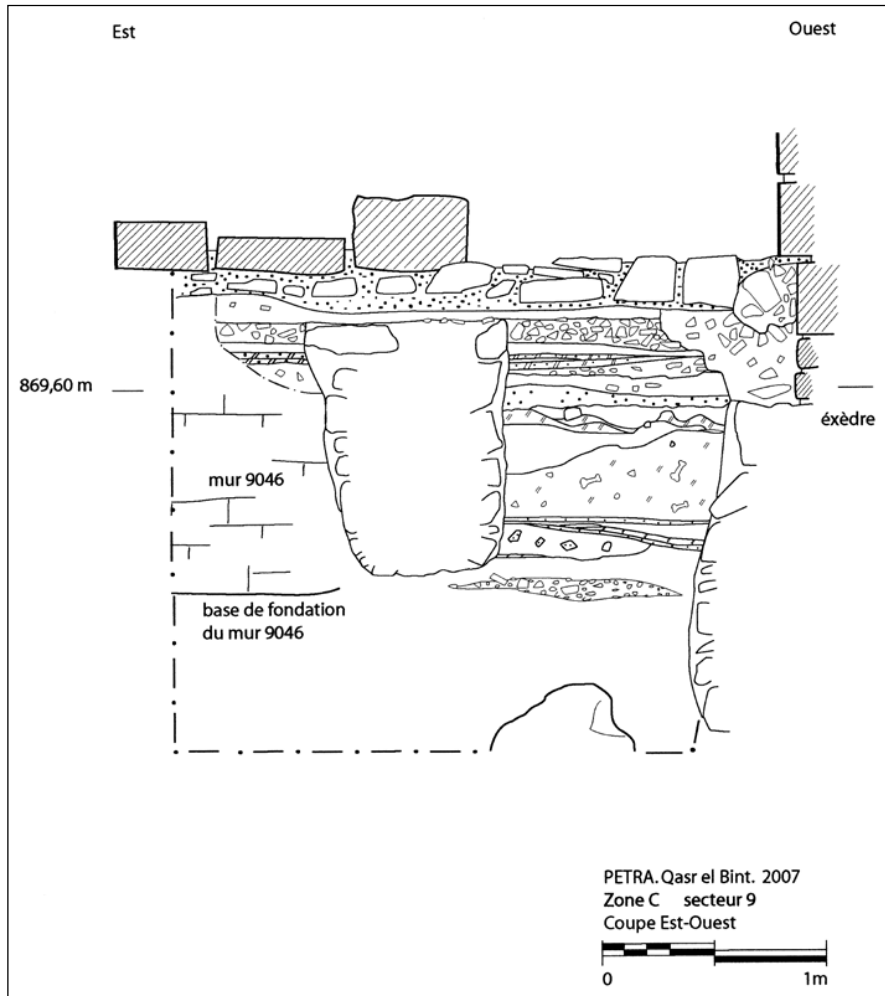 Est
Ouest
869,60 m
éxèdre
mur 9046
base de fondation
du mur 9046
PETRA. Qasr el Bint. 2007
Zone C secteur 9
Coupe Est-Ouest
0 1m